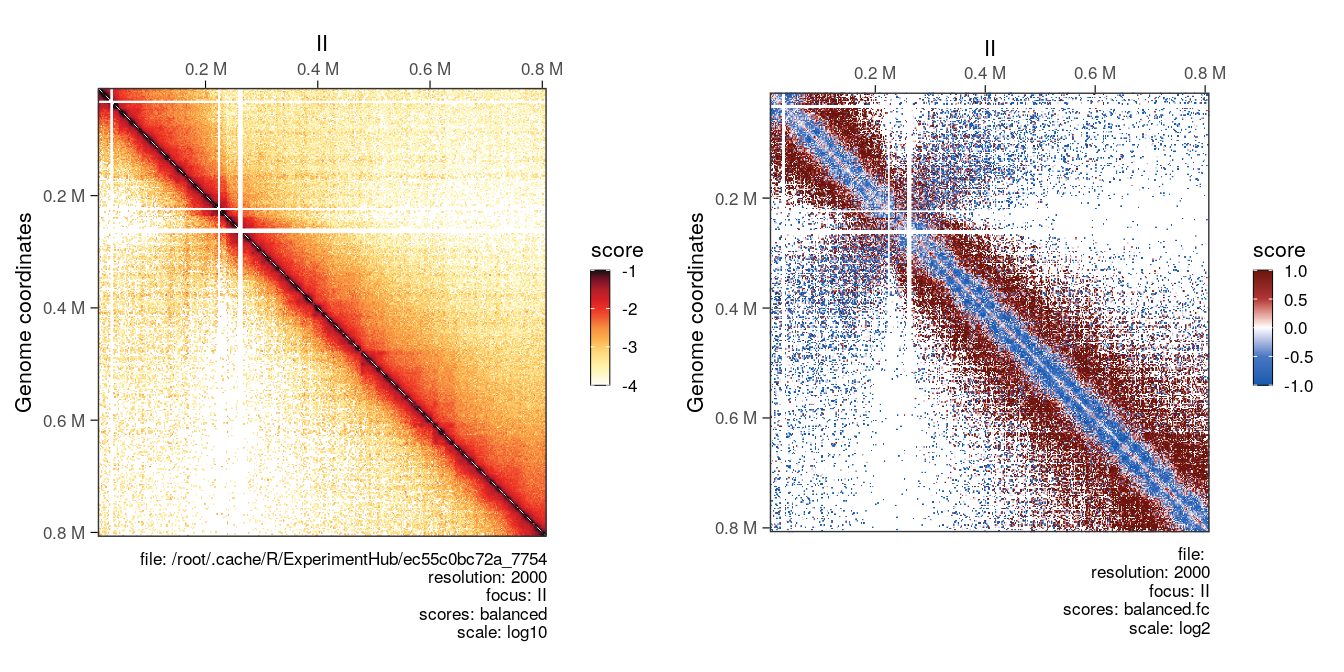 II
0.2 M 0.4 M 0.6 M 0.8 M
Genome coordinates
0.2 M
0.4 M
0.6 M
0.8 M
score
-1
-2
-3
-4
file: /root/.cache/R/ExperimentHub/ec55c0bc72a_7754
resolution: 2000
focus: II
scores: balanced
scale: log10
II
0.2 M 0.4 M 0.6 M 0.8 M
Genome coordinates
0.2 M
0.4 M
0.6 M
0.8 M
score
1.0
0.5
0.0
-0.5
-1.0
file:
resolution: 2000
focus: II
scores: balanced.fc
scale: log2